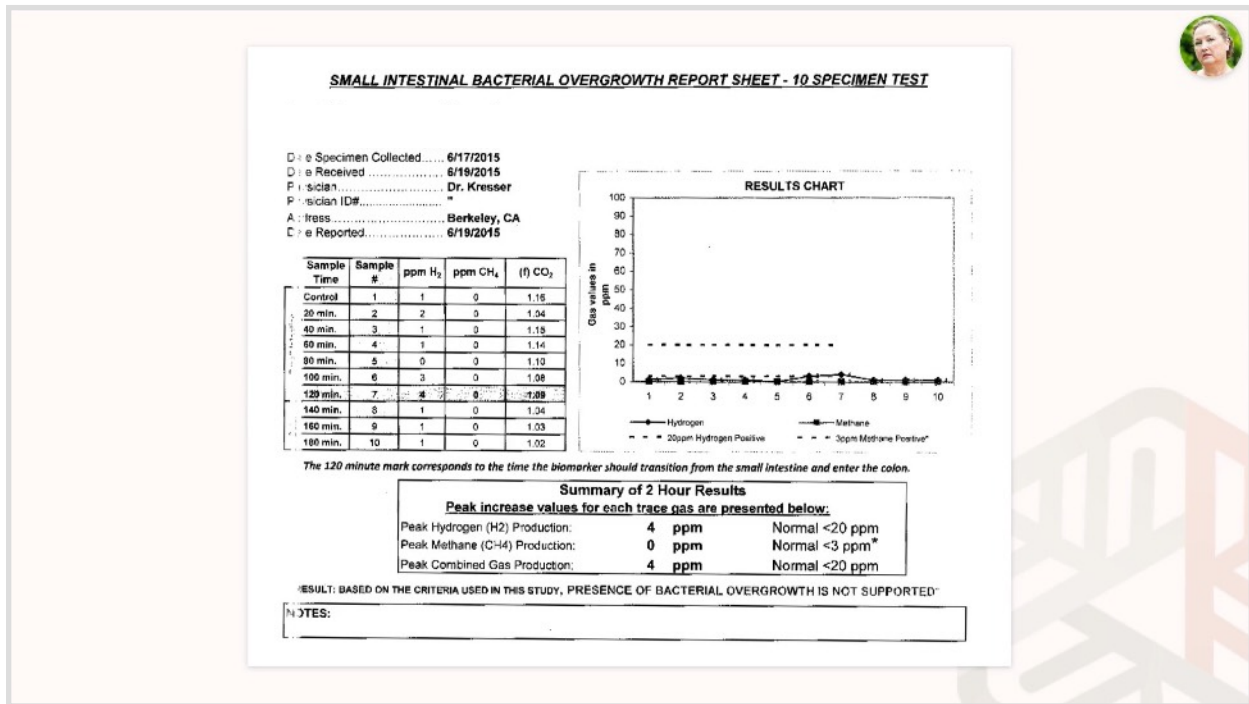 SMALL INTESTINAL BACTERIAL OVERGROWTH REPORT SHEET - 10 SPECIMEN TEST
D e Specimen Collected...... 6/17/2015
D e Received .................. 6/19/2015
P sician.......................... Dr. Kresser
P sician ID#..................... "
A ress............................ Berkeley, CA
D e Reported.................... 6/19/2015
Sample Time Sample # ppm H₂ ppm CH₄ (f) CO₂
Control 1 1 0 1.16
20 min. 2 2 0 1.04
40 min. 3 1 0 1.15
60 min. 4 1 0 1.14
80 min. 5 0 0 1.10
100 min. 6 3 0 1.08
120 min. 7 4 0 1.09
140 min. 8 1 0 1.04
160 min. 9 1 0 1.03
180 min. 10 1 0 1.02
RESULTS CHART
Gas values in
ppm
100
90
80
70
60
50
40
30
20
10
0
1 2 3 4 5 6 7 8 9 10
Hydrogen Methane
20ppm Hydrogen Positive 3ppm Methane Positive*
The 120 minute mark corresponds to the time the biomarker should transition from the small intestine and enter the colon.
Summary of 2 Hour Results
Peak increase values for each trace gas are presented below:
Peak Hydrogen (H2) Production: 4 ppm Normal <20 ppm
Peak Methane (CH4) Production: 0 ppm Normal <3 ppm*
Peak Combined Gas Production: 4 ppm Normal <20 ppm
RESULT: BASED ON THE CRITERIA USED IN THIS STUDY, PRESENCE OF BACTERIAL OVERGROWTH IS NOT SUPPORTED
NOTES: